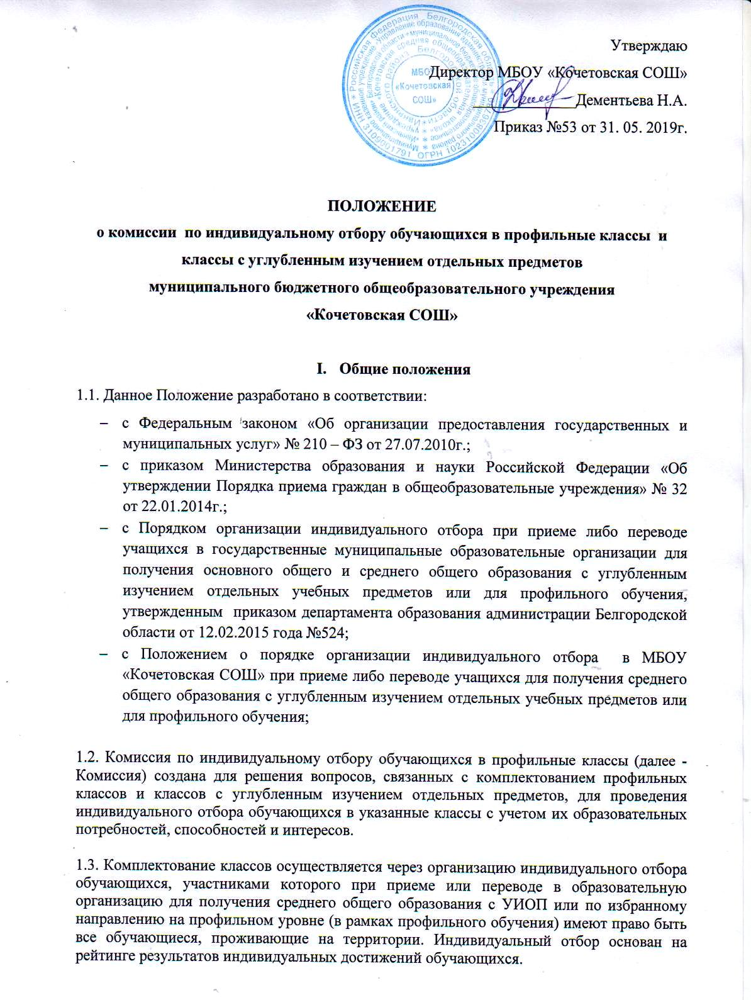 Утверждаю
Директор МБОУ «Кочетовская СОШ»
Дементьева Н.А.
Приказ №53 от 31. 05. 2019г.
МБОУ
«Кочетовская
СОШ»
ПОЛОЖЕНИЕ
о комиссии по индивидуальному отбору обучающихся в профильные классы и
классы с углубленным изучением отдельных предметов
муниципального бюджетного общеобразовательного учреждения
«Кочетовская СОШ»
I. Общие положения
1.1. Данное Положение разработано в соответствии:
– с Федеральным законом «Об организации предоставления государственных и
муниципальных услуг» № 210 – ФЗ от 27.07.2010г.;
– с приказом Министерства образования и науки Российской Федерации «Об
утверждении Порядка приема граждан в общеобразовательные учреждения» № 32
от 22.01.2014г.;
– с Порядком организации индивидуального отбора при приеме либо переводе
учащихся в государственные муниципальные образовательные организации для
получения основного общего и среднего общего образования с углубленным
изучением отдельных учебных предметов или для профильного обучения,
утвержденным приказом департамента образования администрации Белгородской
области от 12.02.2015 года №524;
– с Положением о порядке организации индивидуального отбора в МБОУ
«Кочетовская СОШ» при приеме либо переводе учащихся для получения среднего
общего образования с углубленным изучением отдельных учебных предметов или
для профильного обучения;
1.2. Комиссия по индивидуальному отбору обучающихся в профильные классы (далее -
Комиссия) создана для решения вопросов, связанных с комплектованием профильных
классов и классов с углубленным изучением отдельных предметов, для проведения
индивидуального отбора обучающихся в указанные классы с учетом их образовательных
потребностей, способностей и интересов.
1.3. Комплектование классов осуществляется через организацию индивидуального отбора
обучающихся, участниками которого при приеме или переводе в образовательную
организацию для получения среднего общего образования с УИОП или по избранному
направлению на профильном уровне (в рамках профильного обучения) имеют право быть
все обучающиеся, проживающие на территории. Индивидуальный отбор основан на
рейтинге результатов индивидуальных достижений обучающихся.